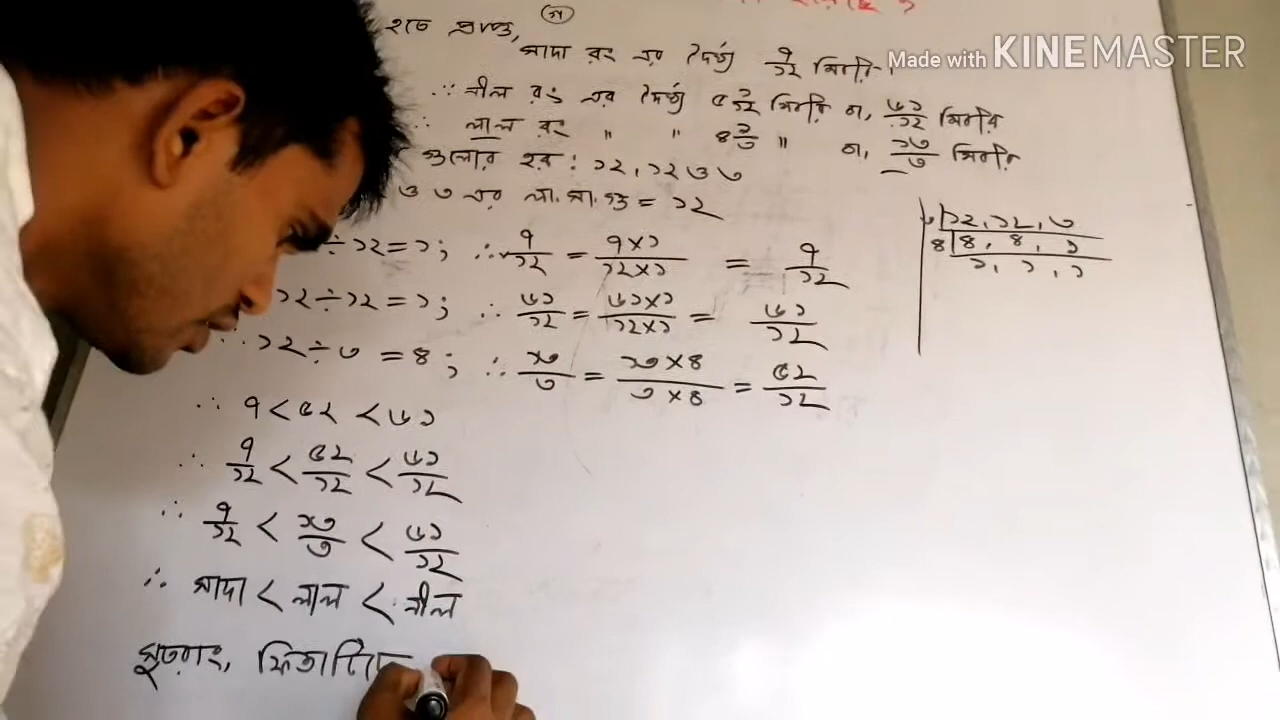 Made with KINEMASTER
হতে প্রাপ্ত, (গ)
সাদা রং এর দৈর্ঘ্য ৭/১২ মিটার।
∴ নীল রং এর দৈর্ঘ্য ৫ ১/১২ মিটার বা, ৬১/১২ মিটার
∴ লাল রং " " ৪ ১/৩ " বা, ১৩/৩ মিটার
গুলোর হর : ১২, ১২ ও ৩
ও ৩ এর ল.সা.গু = ১২
÷ ১২ = ১; ∴ ৭/১২ = ৭×১/১২×১ = ৭/১২
১২ ÷ ১২ = ১; ∴ ৬১/১২ = ৬১×১/১২×১ = ৬১/১২
∴ ১২ ÷ ৩ = ৪; ∴ ১৩/৩ = ১৩×৪/৩×৪ = ৫২/১২
৩ | ১২, ১২, ৩
৪ | ৪, ৪, ১
১, ১, ১
∴ ৭ < ৫২ < ৬১
∴ ৭/১২ < ৫২/১২ < ৬১/১২
∴ ৭/১২ < ১৩/৩ < ৬১/১২
∴ সাদা < লাল < নীল
সুতরাং, ফিতাটির